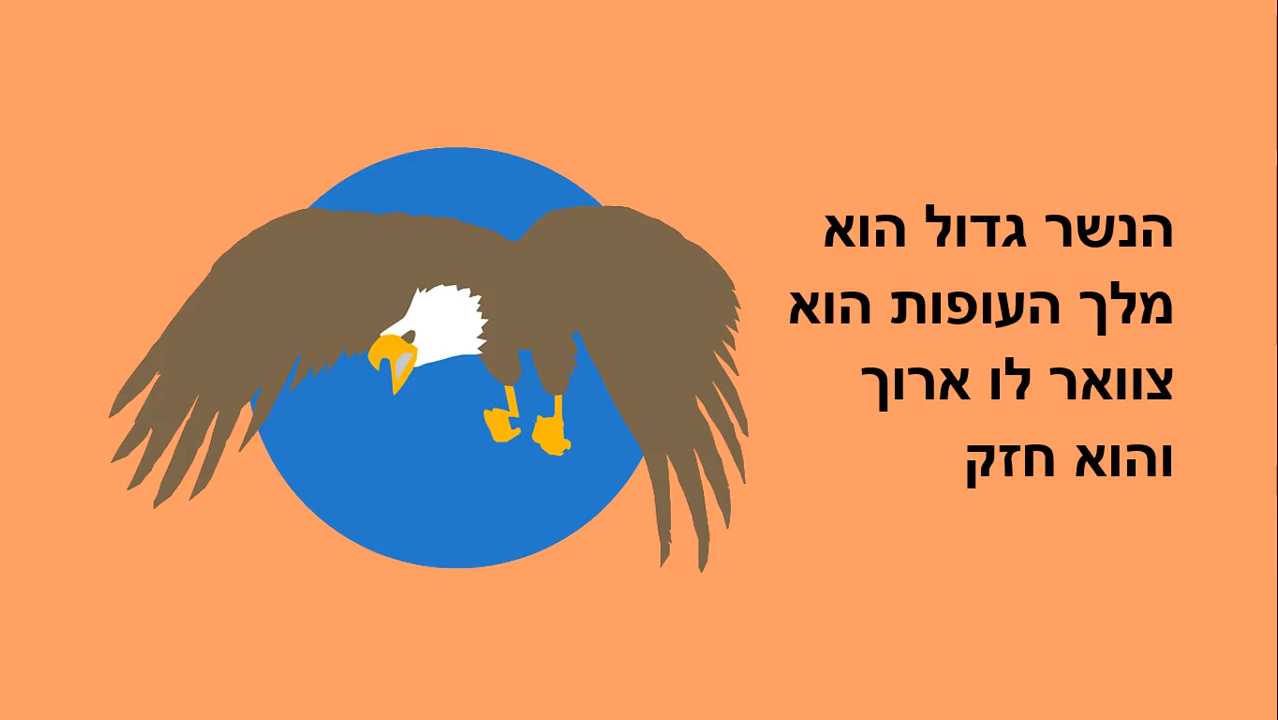 הנשר גדול הוא
מלך העופות הוא
צוואר לו ארוך
והוא חזק